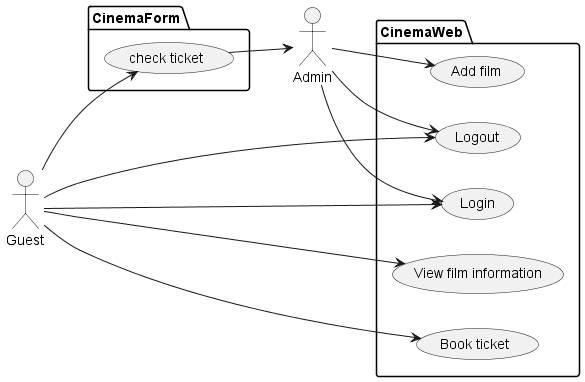 CinemaForm
check ticket
Admin
CinemaWeb
Add film
Logout
Login
View film information
Book ticket
Guest